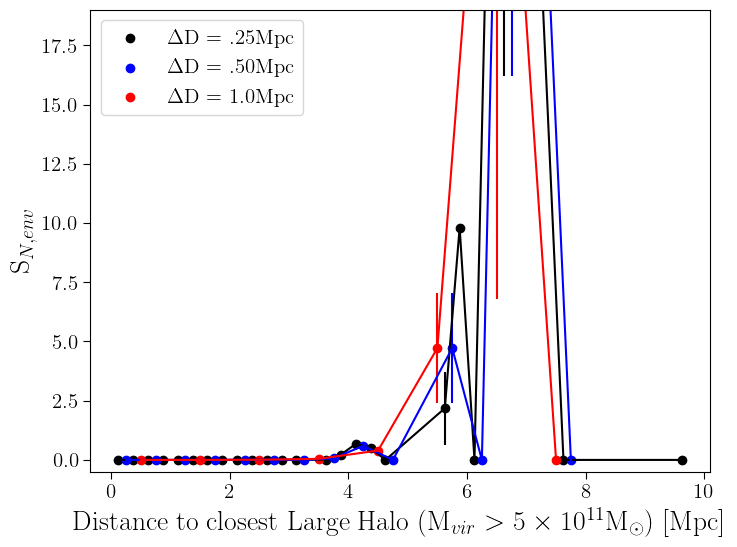 ΔD = .25Mpc
ΔD = .50Mpc
ΔD = 1.0Mpc
17.5
15.0
12.5
10.0
7.5
5.0
2.5
0.0
S_{N,env}
0 2 4 6 8 10
Distance to closest Large Halo (M_{vir} > 5 × 10^{11}M_⊙) [Mpc]